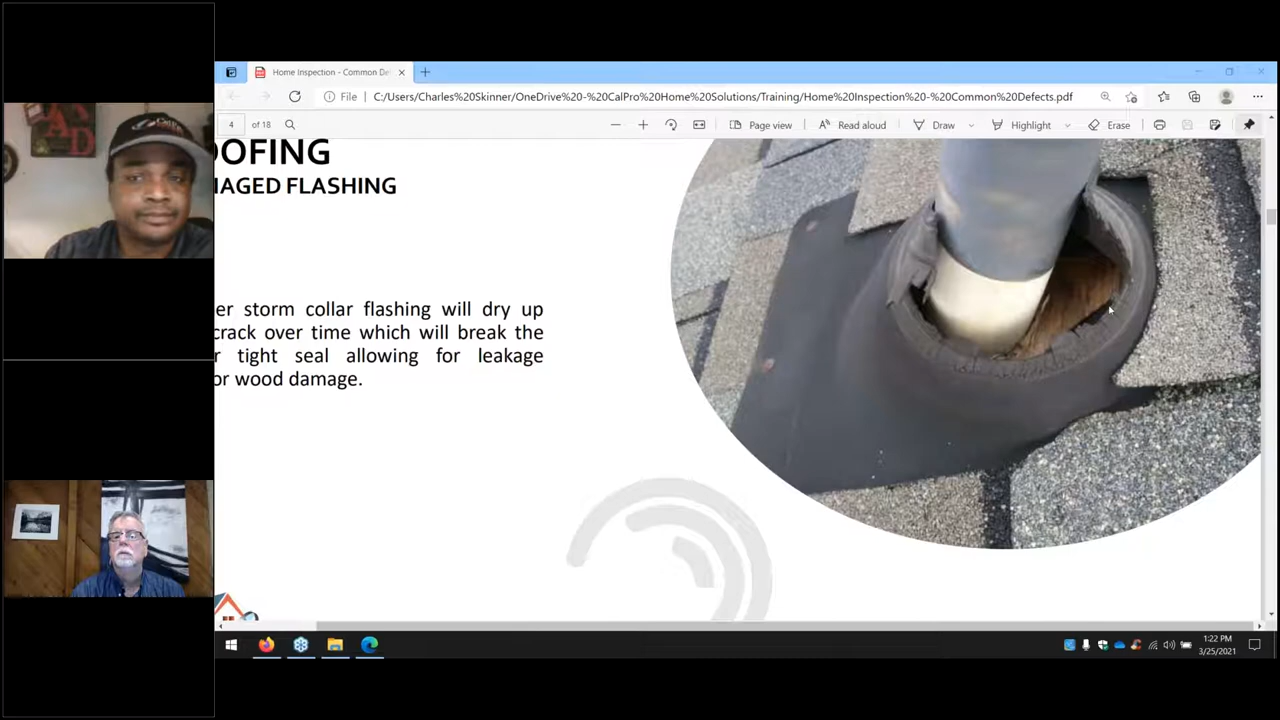 Home Inspection - Common De
File C:/Users/Charles%20Skinner/OneDrive%20-%20CalPro%20Home%20Solutions/Training/Home%20Inspection%20-%20Common%20Defects.pdf
4 of 18 Page view Read aloud Draw Highlight Erase
OOFING
MAGED FLASHING
er storm collar flashing will dry up
crack over time which will break the
r tight seal allowing for leakage
or wood damage.
1:22 PM
3/25/2021